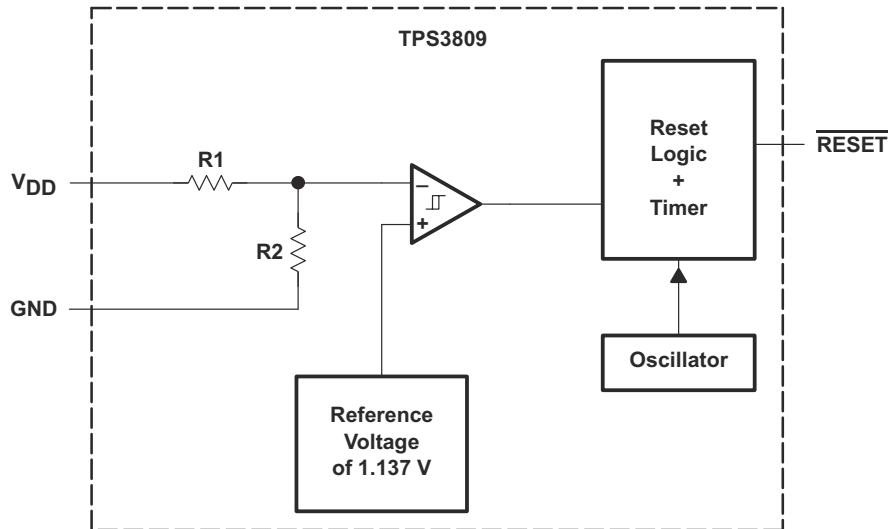 TPS3809
Reset
Logic
+
Timer
RESET
R1
VDD
−
+
R2
GND
Oscillator
Reference
Voltage
of 1.137 V